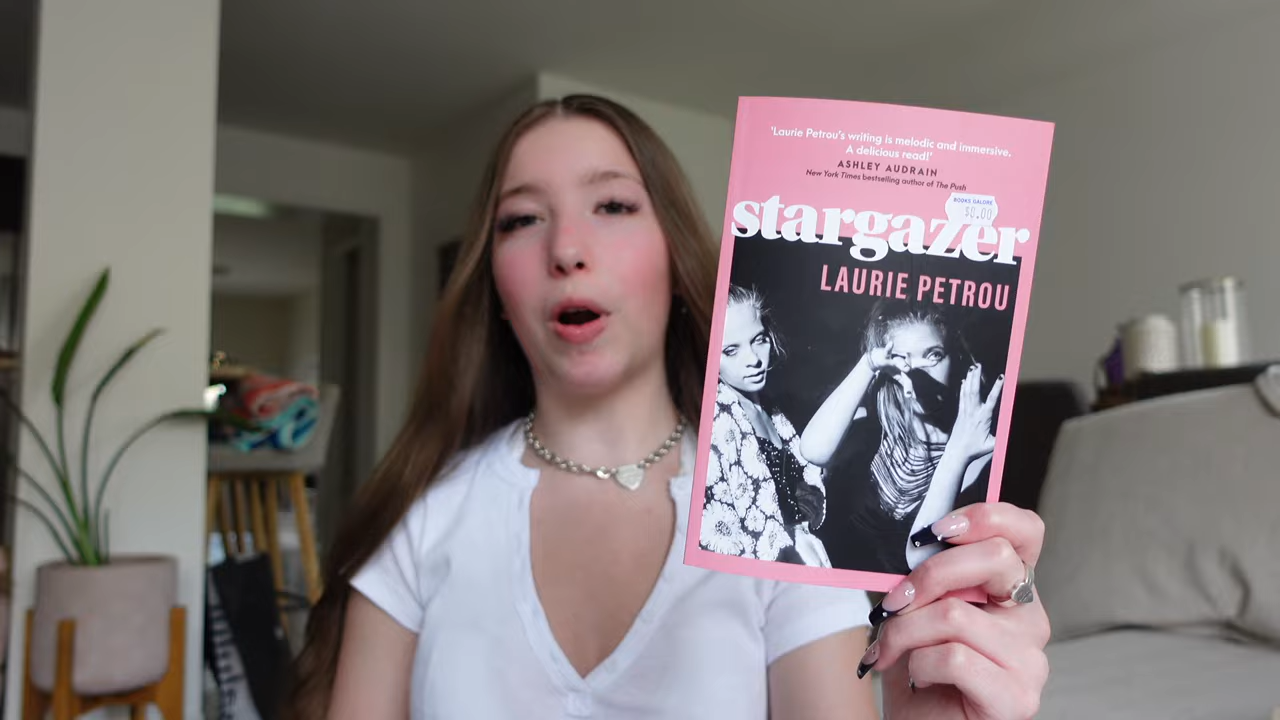 'Laurie Petrou's writing is melodic and immersive.
A delicious read!'
ASHLEY AUDRAIN
New York Times bestselling author of The Push
BOOKS GALORE
stargazer
LAURIE PETROU